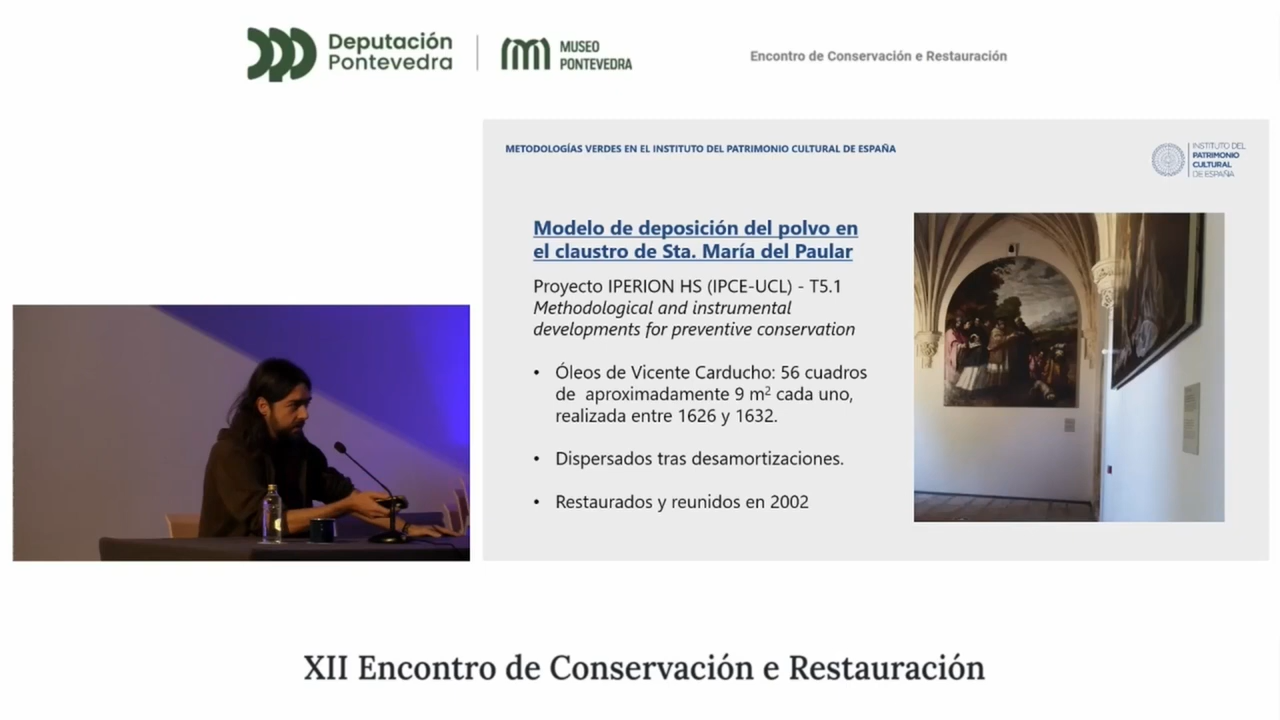 Deputación
Pontevedra
MUSEO
PONTEVEDRA
Encontro de Conservación e Restauración
METODOLOGÍAS VERDES EN EL INSTITUTO DEL PATRIMONIO CULTURAL DE ESPAÑA
INSTITUTO DEL
PATRIMONIO
CULTURAL
DE ESPAÑA
Modelo de deposición del polvo en
el claustro de Sta. María del Paular
Proyecto IPERION HS (IPCE-UCL) - T5.1
Methodological and instrumental
developments for preventive conservation
• Óleos de Vicente Carducho: 56 cuadros
de aproximadamente 9 m² cada uno,
realizada entre 1626 y 1632.
• Dispersados tras desamortizaciones.
• Restaurados y reunidos en 2002
XII Encontro de Conservación e Restauración